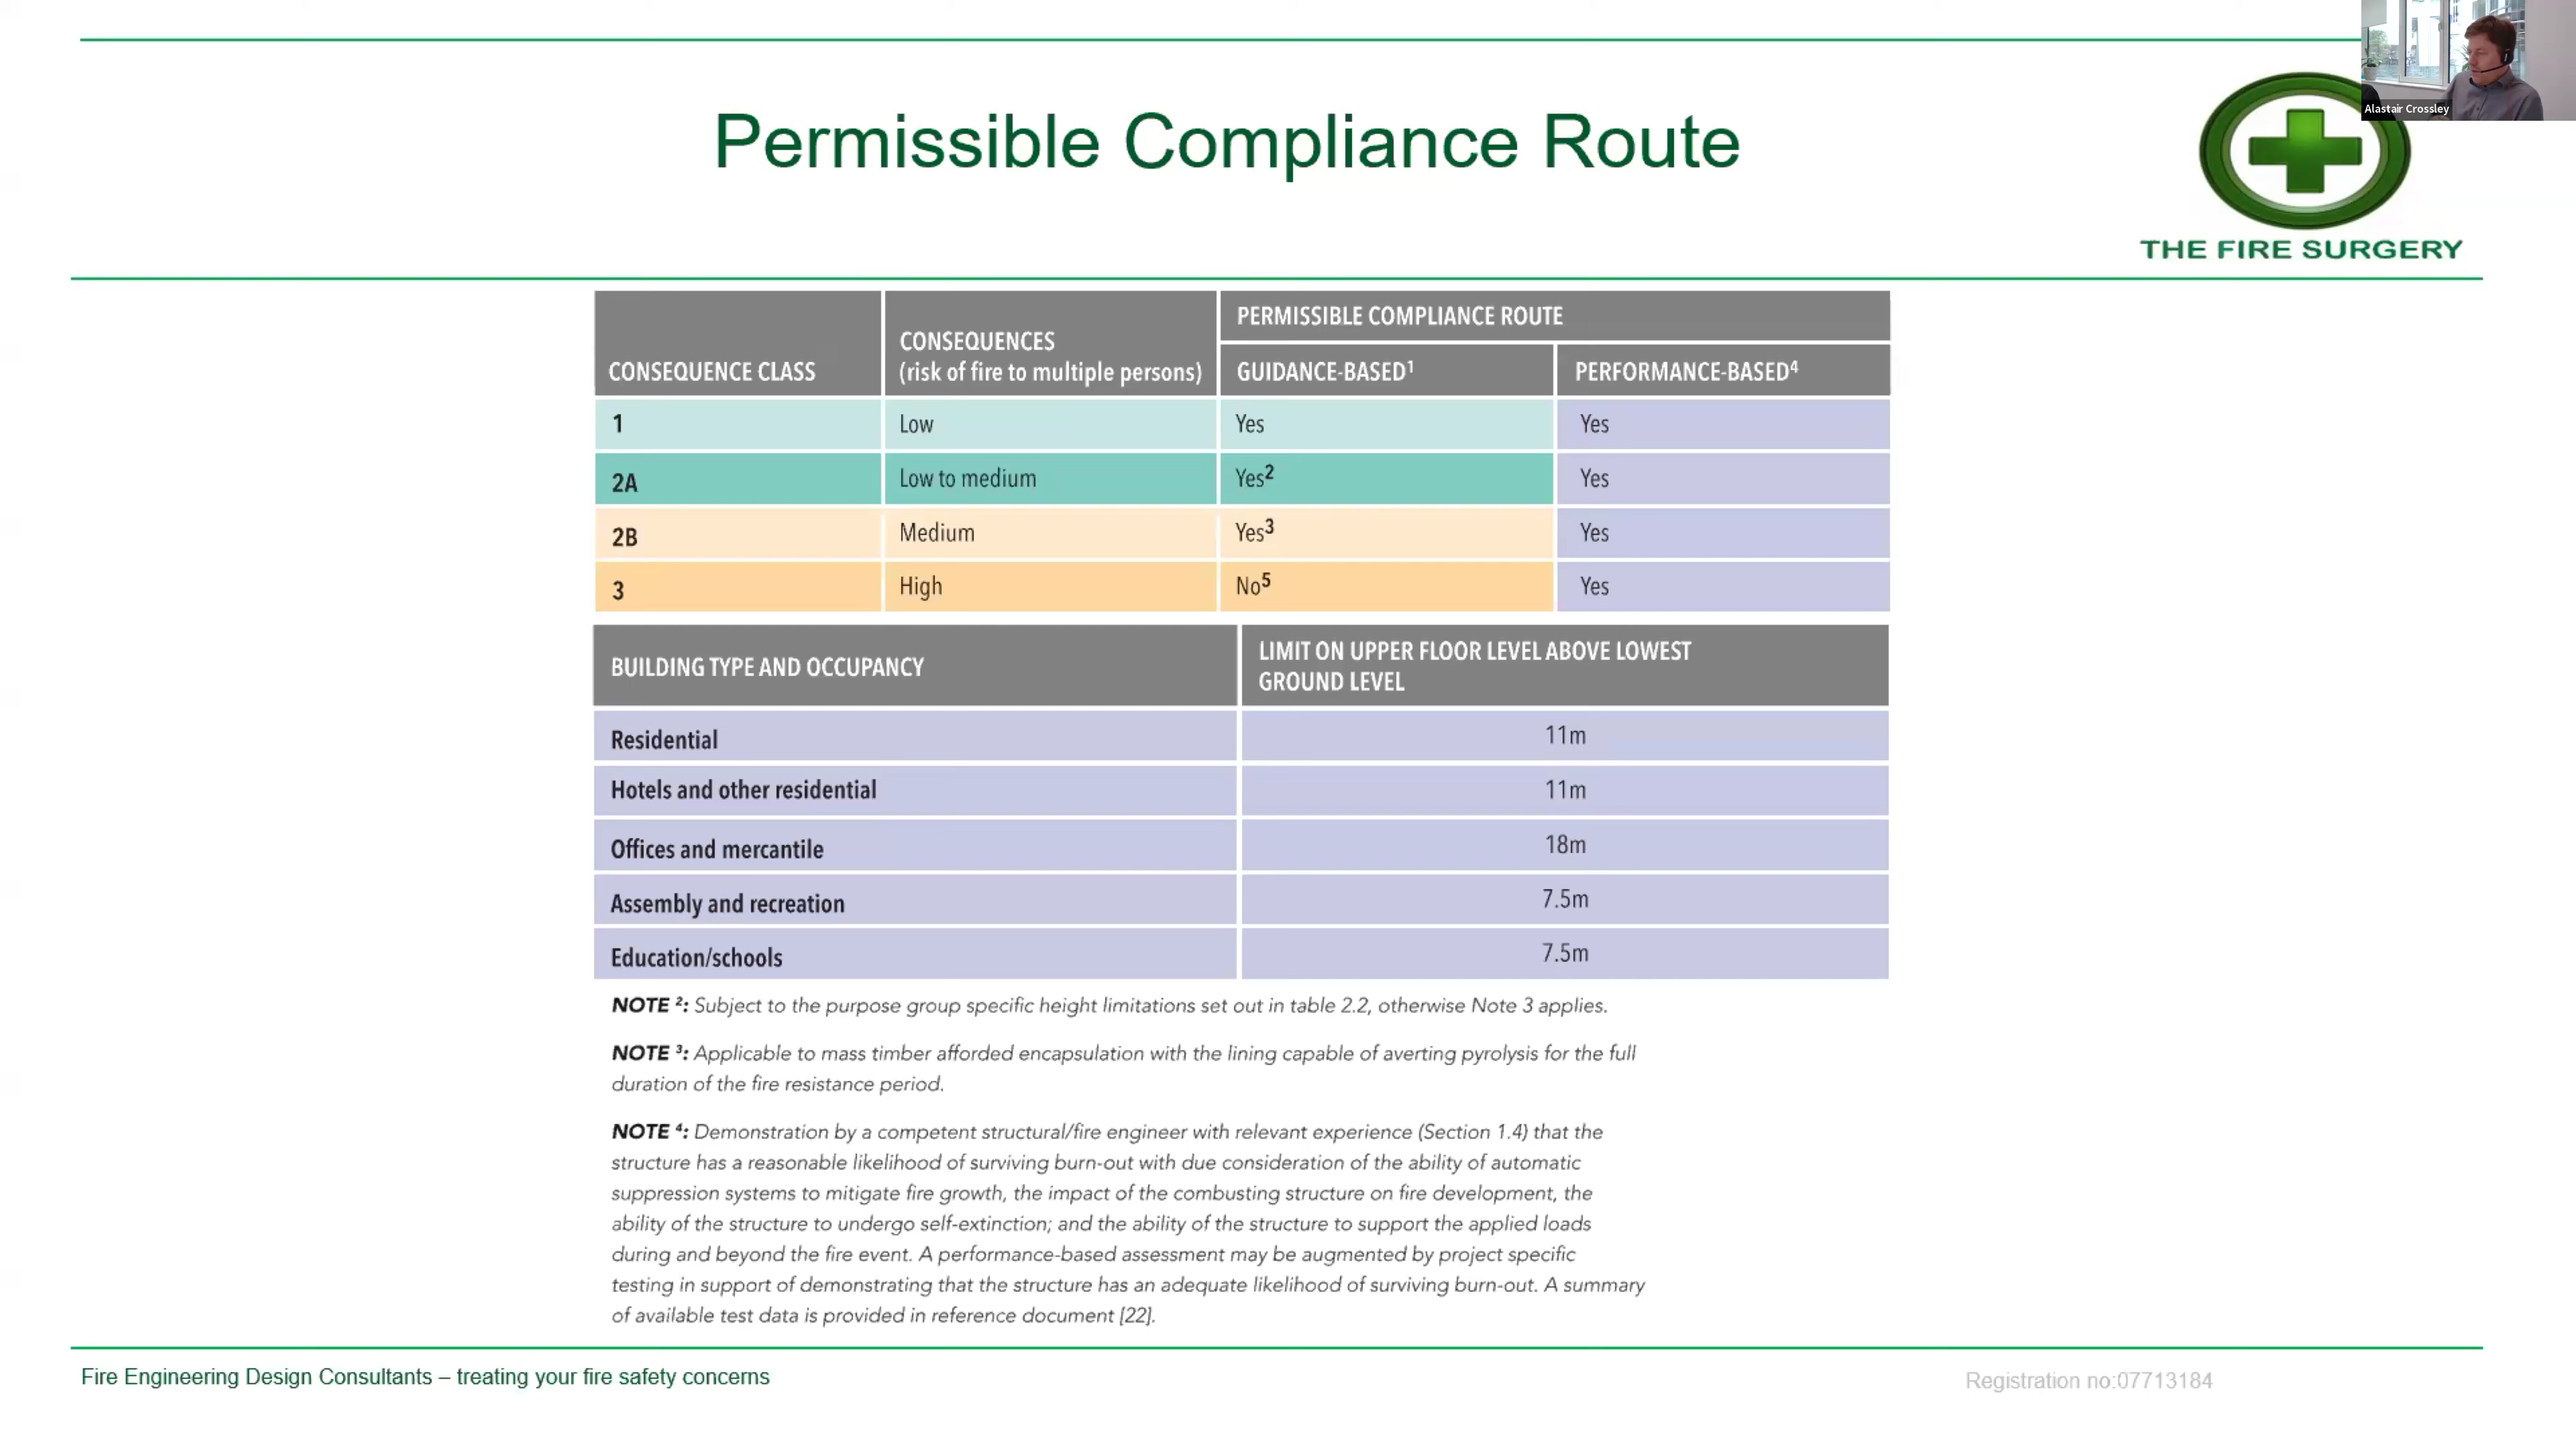 Alastair Crossley
Permissible Compliance Route
THE FIRE SURGERY
CONSEQUENCE CLASS
CONSEQUENCES
(risk of fire to multiple persons)
PERMISSIBLE COMPLIANCE ROUTE
GUIDANCE-BASED¹
PERFORMANCE-BASED⁴
1 Low Yes Yes
2A Low to medium Yes² Yes
2B Medium Yes³ Yes
3 High No⁵ Yes
BUILDING TYPE AND OCCUPANCY
LIMIT ON UPPER FLOOR LEVEL ABOVE LOWEST
GROUND LEVEL
Residential 11m
Hotels and other residential 11m
Offices and mercantile 18m
Assembly and recreation 7.5m
Education/schools 7.5m
NOTE ²: Subject to the purpose group specific height limitations set out in table 2.2, otherwise Note 3 applies.
NOTE ³: Applicable to mass timber afforded encapsulation with the lining capable of averting pyrolysis for the full
duration of the fire resistance period.
NOTE ⁴: Demonstration by a competent structural/fire engineer with relevant experience (Section 1.4) that the
structure has a reasonable likelihood of surviving burn-out with due consideration of the ability of automatic
suppression systems to mitigate fire growth, the impact of the combusting structure on fire development, the
ability of the structure to undergo self-extinction; and the ability of the structure to support the applied loads
during and beyond the fire event. A performance-based assessment may be augmented by project specific
testing in support of demonstrating that the structure has an adequate likelihood of surviving burn-out. A summary
of available test data is provided in reference document [22].
Fire Engineering Design Consultants – treating your fire safety concerns
Registration no:07713184